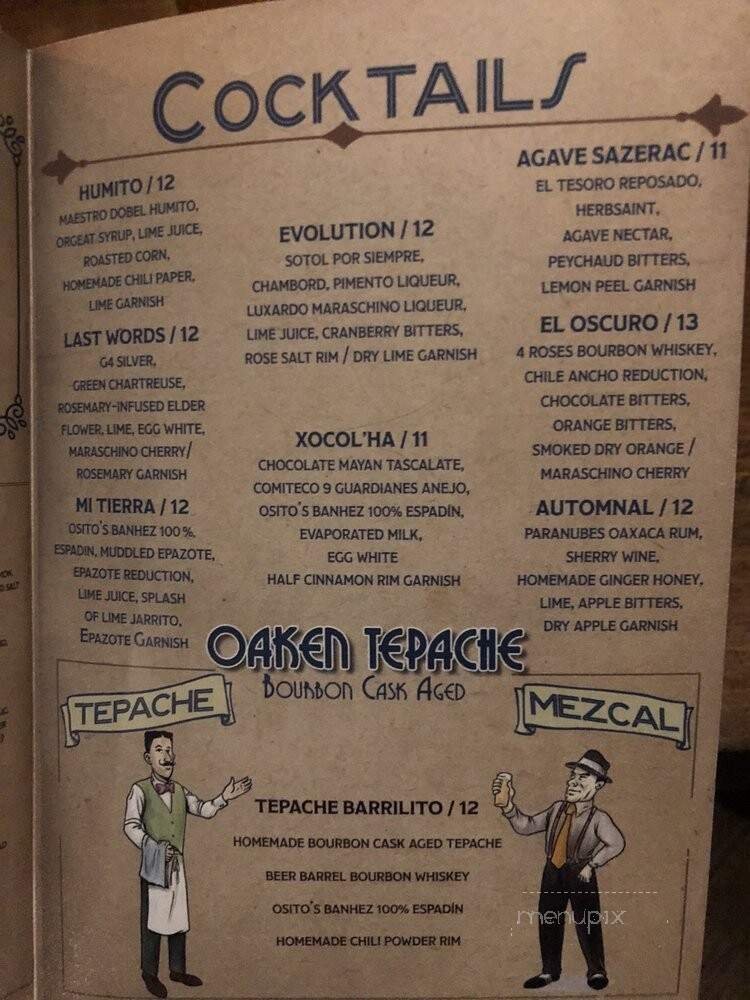 COCKTAILS
HUMITO / 12
MAESTRO DOBEL HUMITO,
ORGEAT SYRUP, LIME JUICE,
ROASTED CORN,
HOMEMADE CHILI PAPER,
LIME GARNISH
LAST WORDS / 12
G4 SILVER,
GREEN CHARTREUSE,
ROSEMARY-INFUSED ELDER
FLOWER, LIME, EGG WHITE,
MARASCHINO CHERRY/
ROSEMARY GARNISH
MI TIERRA / 12
OSITO'S BANHEZ 100%,
ESPADIN, MUDDLED EPAZOTE,
EPAZOTE REDUCTION,
LIME JUICE, SPLASH
OF LIME JARRITO,
EPAZOTE GARNISH
EVOLUTION / 12
SOTOL POR SIEMPRE,
CHAMBORD, PIMENTO LIQUEUR,
LUXARDO MARASCHINO LIQUEUR,
LIME JUICE, CRANBERRY BITTERS,
ROSE SALT RIM / DRY LIME GARNISH
XOCOL'HA / 11
CHOCOLATE MAYAN TASCALATE,
COMITECO 9 GUARDIANES ANEJO,
OSITO'S BANHEZ 100% ESPADÍN,
EVAPORATED MILK,
EGG WHITE
HALF CINNAMON RIM GARNISH
AGAVE SAZERAC / 11
EL TESORO REPOSADO,
HERBSAINT,
AGAVE NECTAR,
PEYCHAUD BITTERS,
LEMON PEEL GARNISH
EL OSCURO / 13
4 ROSES BOURBON WHISKEY,
CHILE ANCHO REDUCTION,
CHOCOLATE BITTERS,
ORANGE BITTERS,
SMOKED DRY ORANGE /
MARASCHINO CHERRY
AUTOMNAL / 12
PARANUBES OAXACA RUM,
SHERRY WINE,
HOMEMADE GINGER HONEY,
LIME, APPLE BITTERS,
DRY APPLE GARNISH
OAKEN TEPACHE
BOURBON CASK AGED
TEPACHE
MEZCAL
TEPACHE BARRILITO / 12
HOMEMADE BOURBON CASK AGED TEPACHE
BEER BARREL BOURBON WHISKEY
OSITO'S BANHEZ 100% ESPADÍN
HOMEMADE CHILI POWDER RIM
menupix